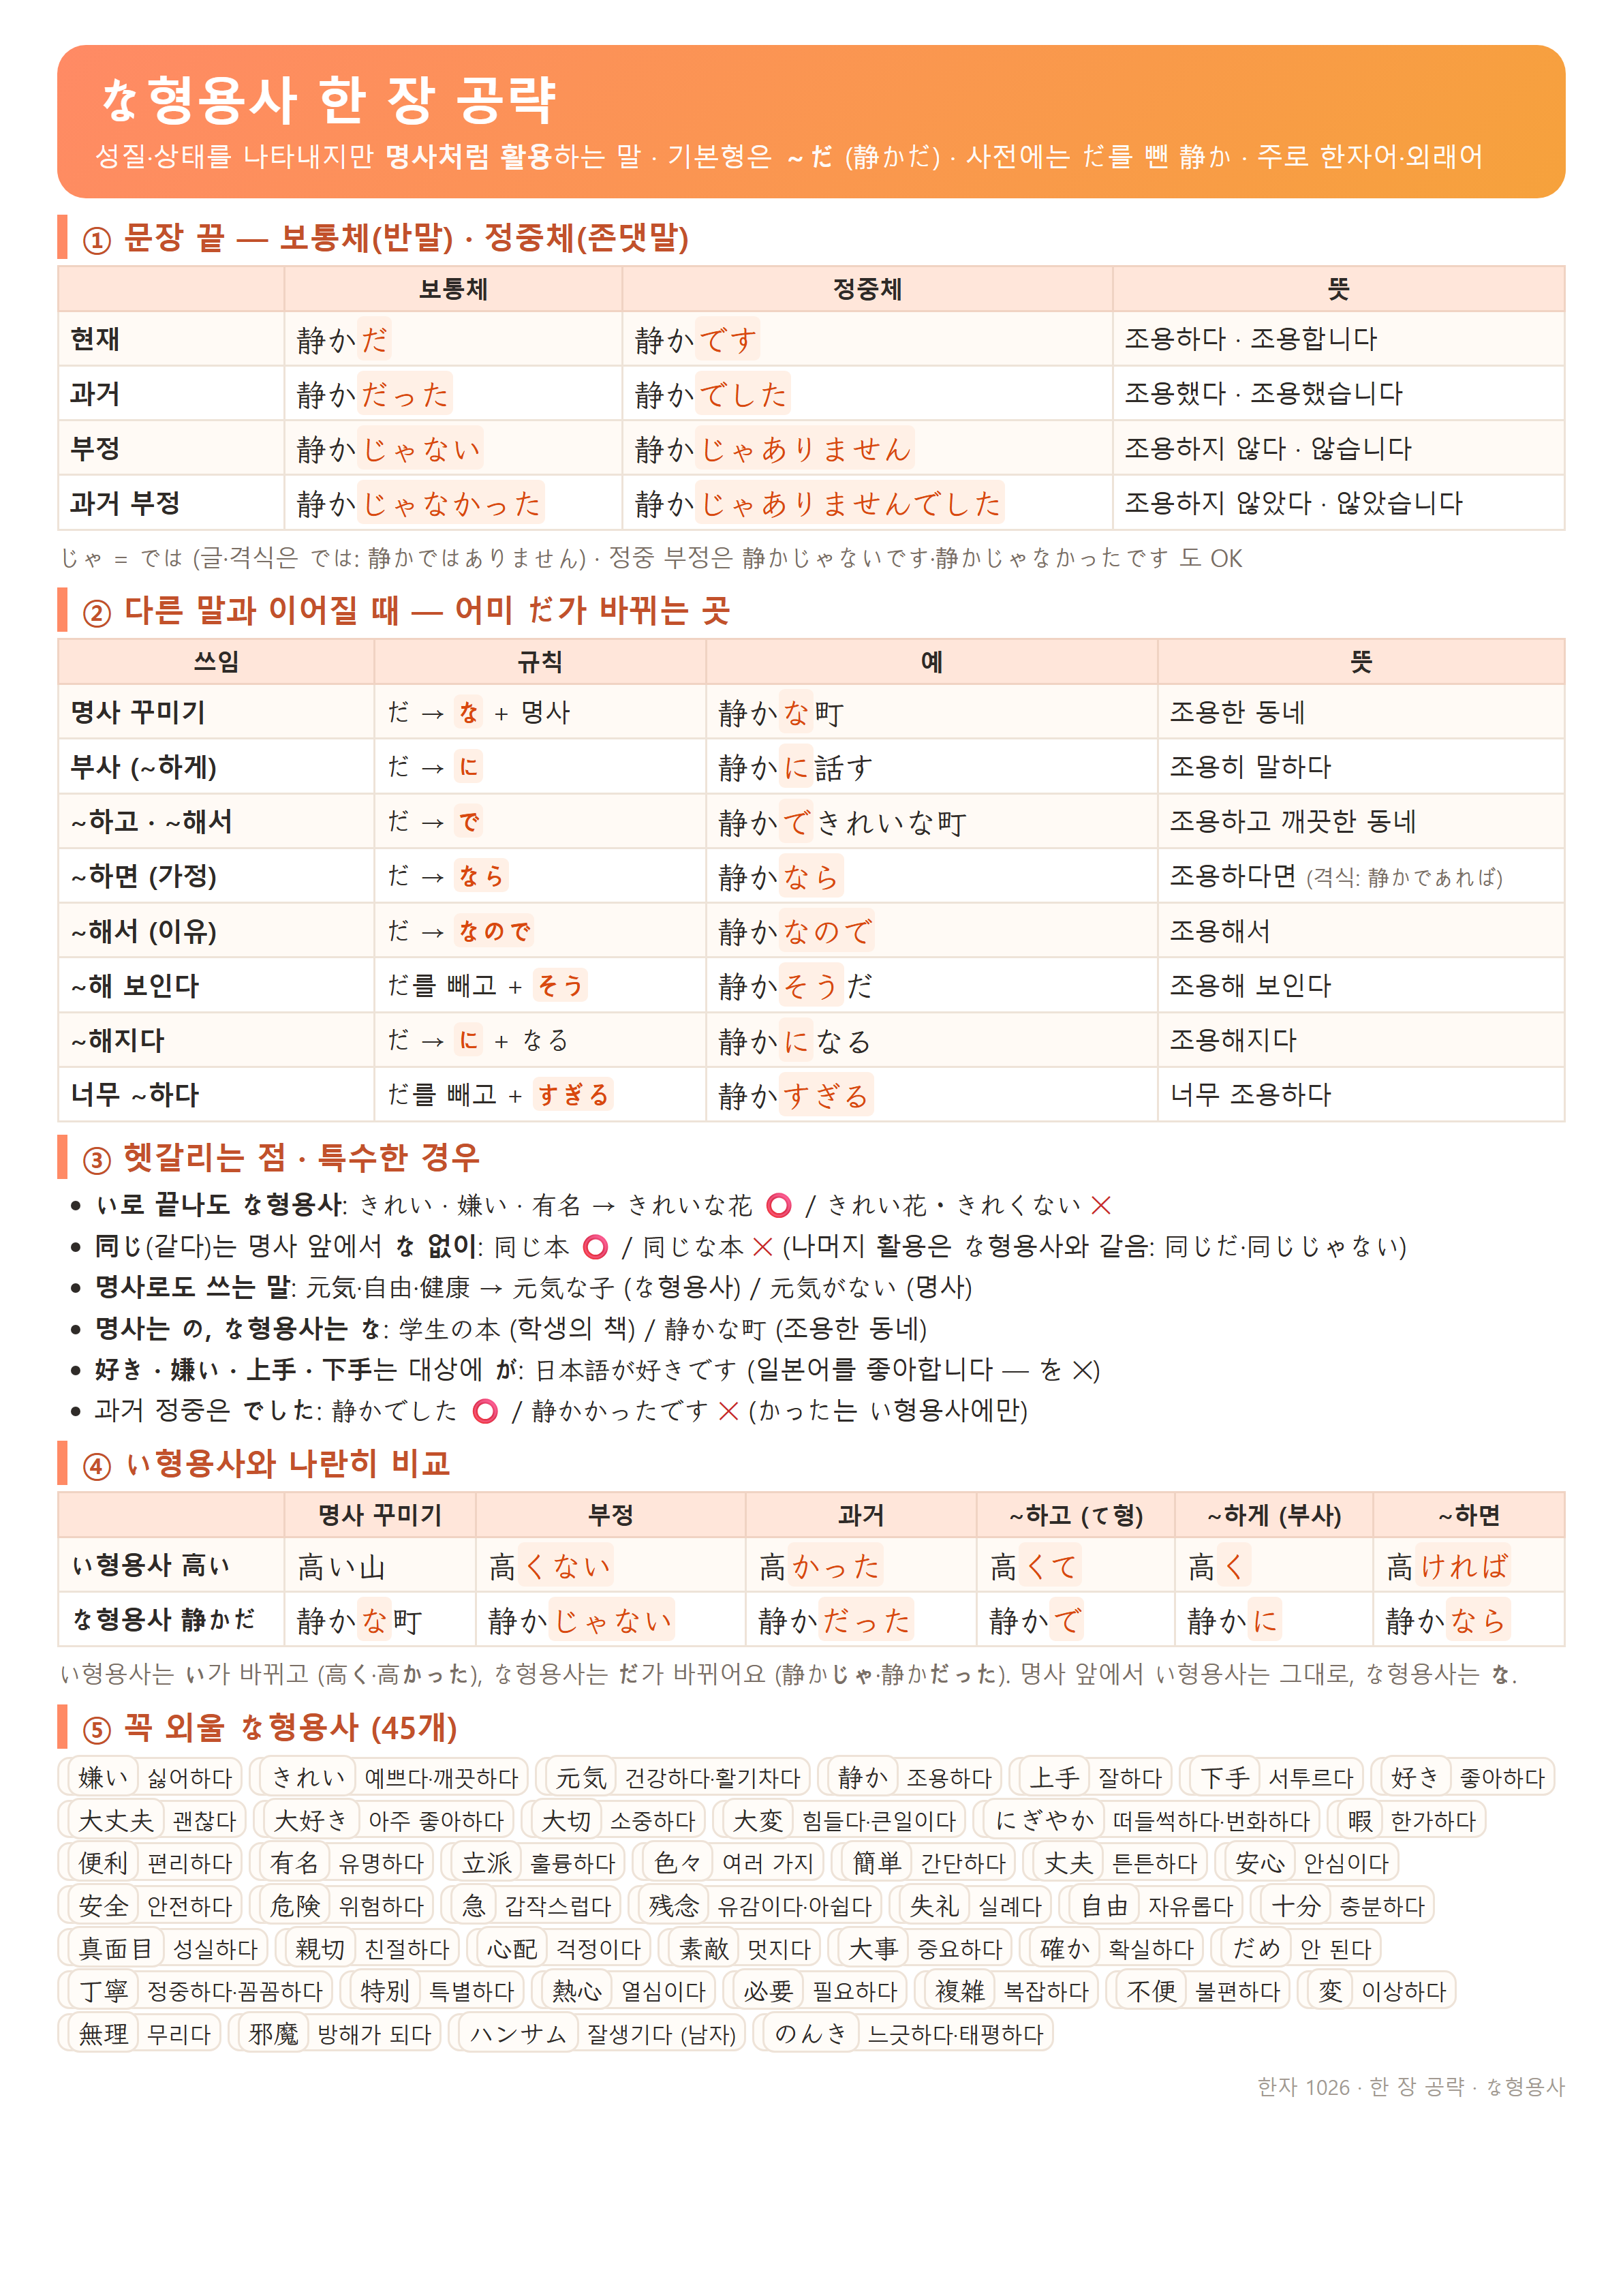 な형용사 한 장 공략
성질·상태를 나타내지만 명사처럼 활용하는 말 · 기본형은 ~だ (静かだ) · 사전에는 だ를 뺀 静か · 주로 한자어·외래어
① 문장 끝 — 보통체(반말) · 정중체(존댓말)
보통체 정중체 뜻
현재 静かだ 静かです 조용하다 · 조용합니다
과거 静かだった 静かでした 조용했다 · 조용했습니다
부정 静かじゃない 静かじゃありません 조용하지 않다 · 않습니다
과거 부정 静かじゃなかった 静かじゃありませんでした 조용하지 않았다 · 않았습니다
じゃ = では (글·격식은 では: 静かではありません) · 정중 부정은 静かじゃないです·静かじゃなかったです 도 OK
② 다른 말과 이어질 때 — 어미 だ가 바뀌는 곳
쓰임 규칙 예 뜻
명사 꾸미기 だ → な + 명사 静かな町 조용한 동네
부사 (~하게) だ → に 静かに話す 조용히 말하다
~하고 · ~해서 だ → で 静かできれいな町 조용하고 깨끗한 동네
~하면 (가정) だ → なら 静かなら 조용하다면 (격식: 静かであれば)
~해서 (이유) だ → なので 静かなので 조용해서
~해 보인다 だ를 빼고 + そう 静かそうだ 조용해 보인다
~해지다 だ → に + なる 静かになる 조용해지다
너무 ~하다 だ를 빼고 + すぎる 静かすぎる 너무 조용하다
③ 헷갈리는 점 · 특수한 경우
• い로 끝나도 な형용사: きれい · 嫌い · 有名 → きれいな花 ⭕ / きれい花・きれくない ✕
• 同じ(같다)는 명사 앞에서 な 없이: 同じ本 ⭕ / 同じな本 ✕ (나머지 활용은 な형용사와 같음: 同じだ·同じじゃない)
• 명사로도 쓰는 말: 元気·自由·健康 → 元気な子 (な형용사) / 元気がない (명사)
• 명사는 の, な형용사는 な: 学生の本 (학생의 책) / 静かな町 (조용한 동네)
• 好き · 嫌い · 上手 · 下手는 대상에 が: 日本語が好きです (일본어를 좋아합니다 — を ✕)
• 과거 정중은 でした: 静かでした ⭕ / 静かかったです ✕ (かった는 い형용사에만)
④ い형용사와 나란히 비교
명사 꾸미기 부정 과거 ~하고 (て형) ~하게 (부사) ~하면
い형용사 高い 高い山 高くない 高かった 高くて 高く 高ければ
な형용사 静かだ 静かな町 静かじゃない 静かだった 静かで 静かに 静かなら
い형용사는 い가 바뀌고 (高く·高かった), な형용사는 だ가 바뀌어요 (静かじゃ·静かだった). 명사 앞에서 い형용사는 그대로, な형용사는 な.
⑤ 꼭 외울 な형용사 (45개)
嫌い 싫어하다 きれい 예쁘다·깨끗하다 元気 건강하다·활기차다 静か 조용하다 上手 잘하다 下手 서투르다 好き 좋아하다
大丈夫 괜찮다 大好き 아주 좋아하다 大切 소중하다 大変 힘들다·큰일이다 にぎやか 떠들썩하다·번화하다 暇 한가하다
便利 편리하다 有名 유명하다 立派 훌륭하다 色々 여러 가지 簡単 간단하다 丈夫 튼튼하다 安心 안심이다
安全 안전하다 危険 위험하다 急 갑작스럽다 残念 유감이다·아쉽다 失礼 실례다 自由 자유롭다 十分 충분하다
真面目 성실하다 親切 친절하다 心配 걱정이다 素敵 멋지다 大事 중요하다 確か 확실하다 だめ 안 된다
丁寧 정중하다·꼼꼼하다 特別 특별하다 熱心 열심이다 必要 필요하다 複雑 복잡하다 不便 불편하다 変 이상하다
無理 무리다 邪魔 방해가 되다 ハンサム 잘생기다 (남자) のんき 느긋하다·태평하다
한자 1026 · 한 장 공략 · な형용사